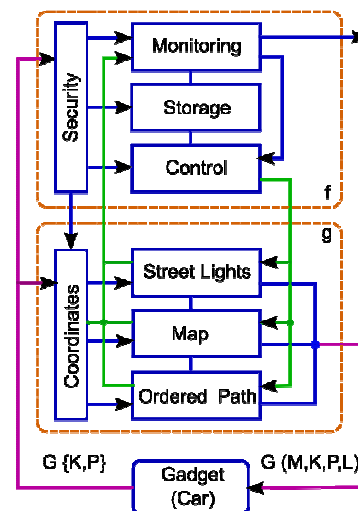 Security
Monitoring
Storage
Control
f
g
Coordinates
Street Lights
Map
Ordered Path
G {K,P}
G (M,K,P,L)
Gadget
(Car)